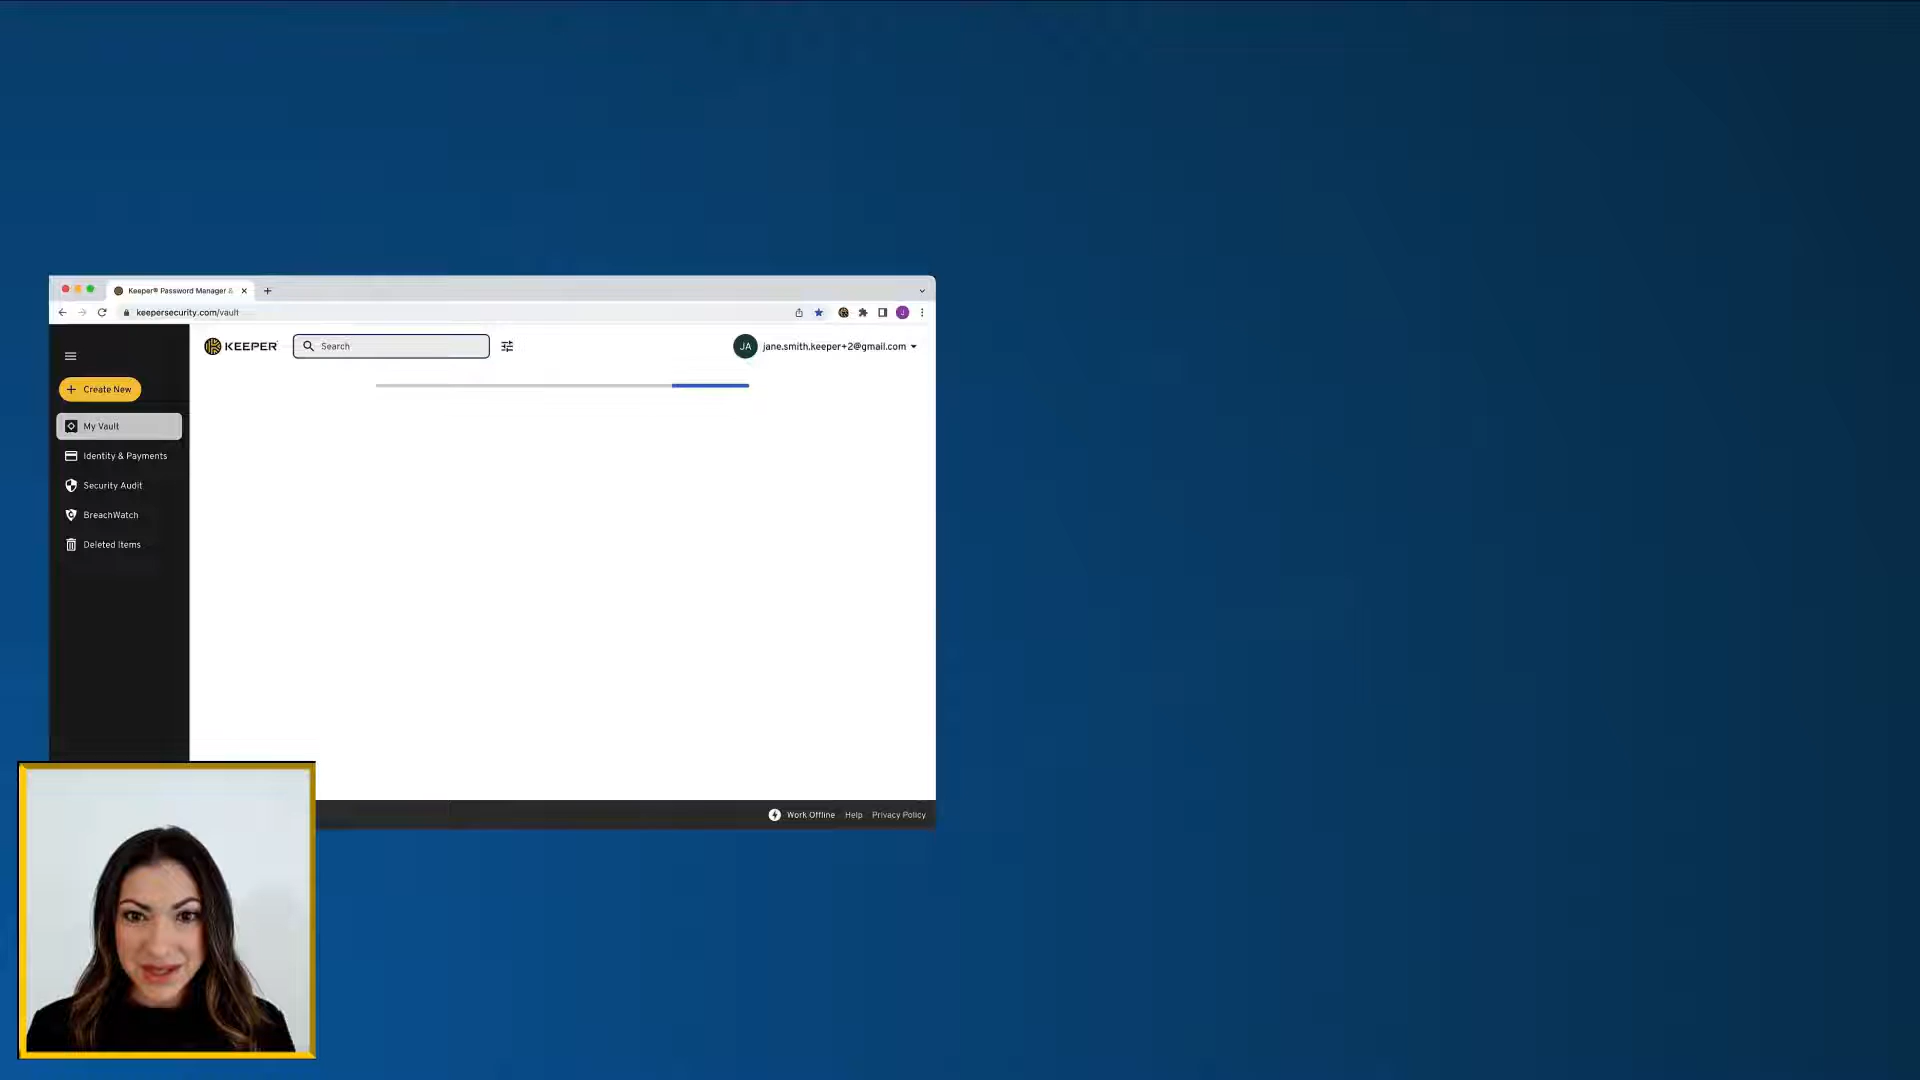 Keeper® Password Manager &
keepersecurity.com/vault
J
KEEPER
Search
JA
jane.smith.keeper+2@gmail.com
Create New
My Vault
Identity & Payments
Security Audit
BreachWatch
Deleted Items
Work Offline
Help
Privacy Policy